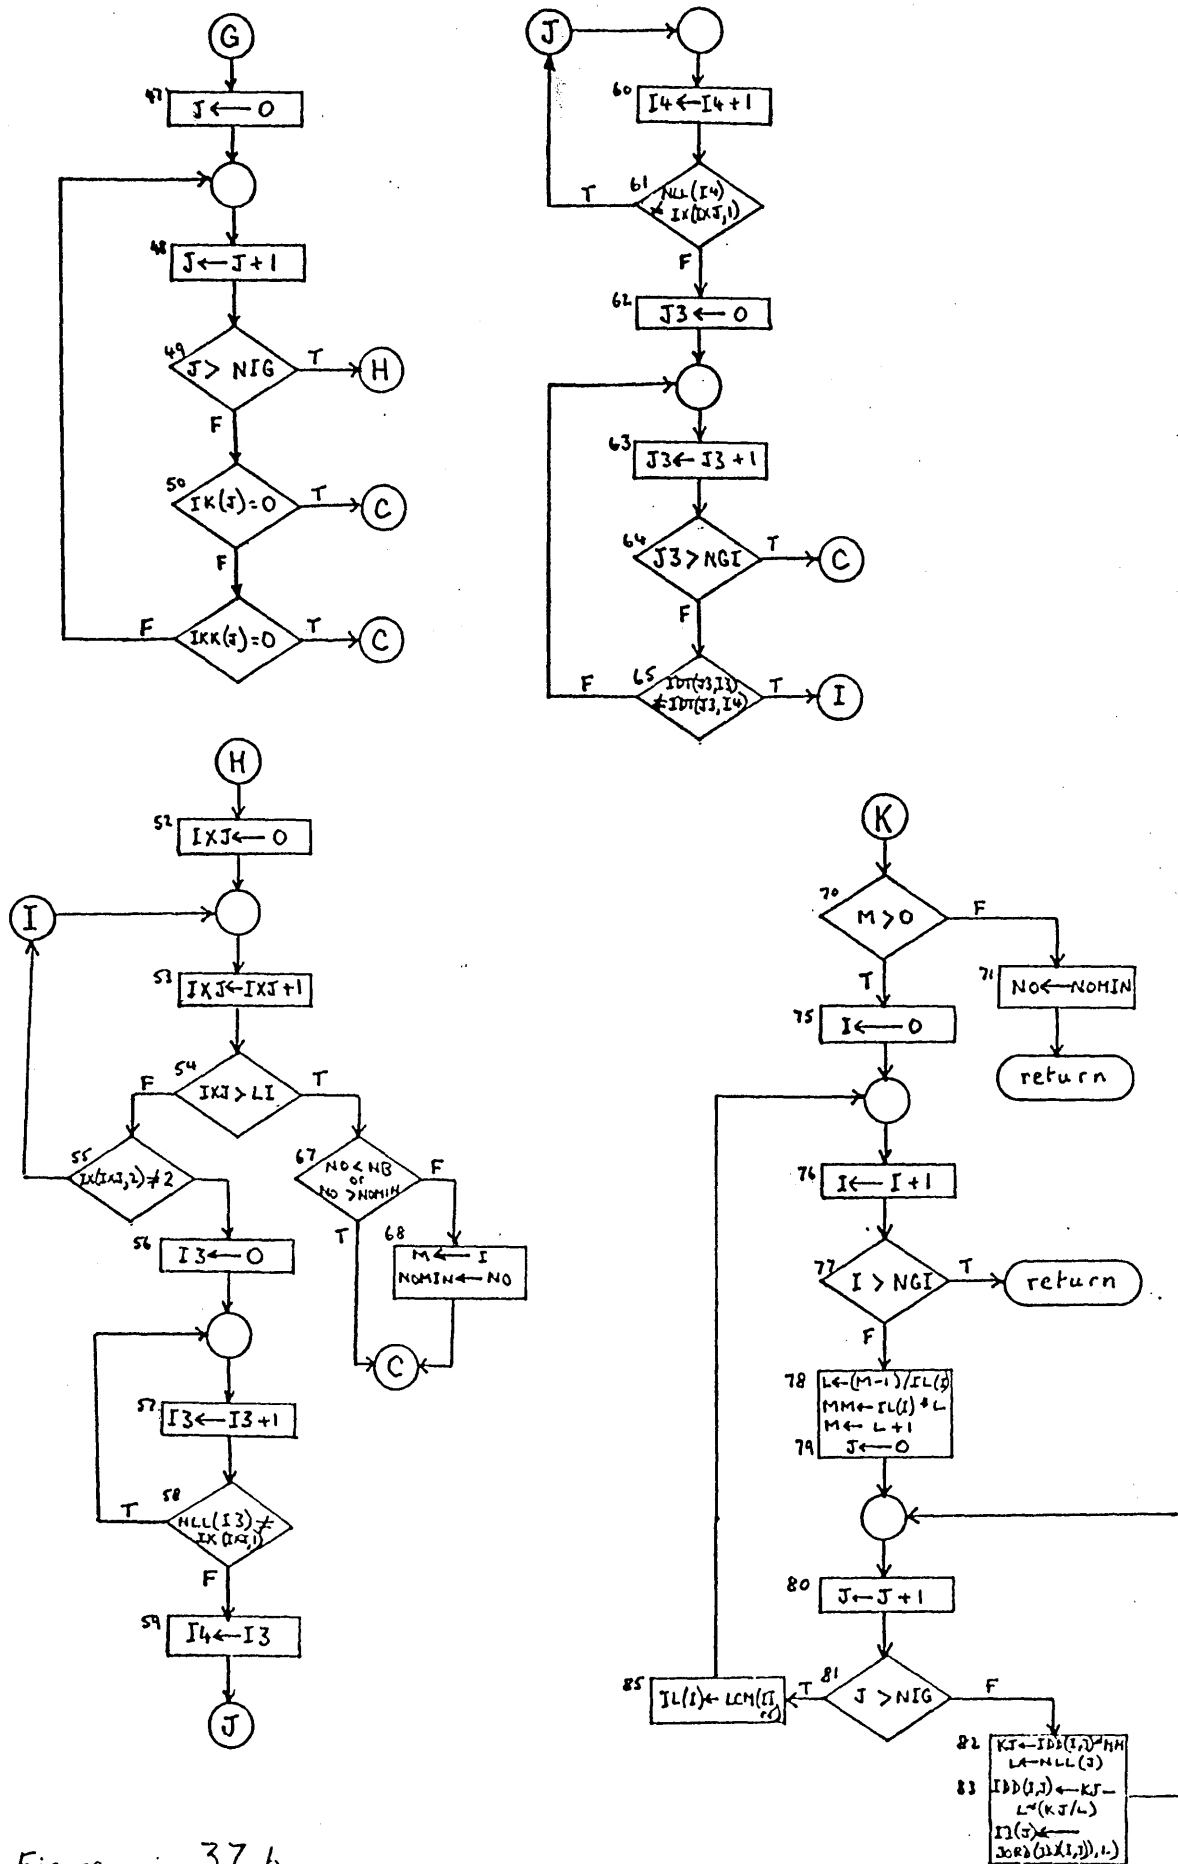 G
47
J ← 0
48
J ← J + 1
49
J > NIG
T
H
F
50
IK(J) = 0
T
C
F
IKK(J) = 0
F
T
C
J
60
I4 ← I4 + 1
61
NLL(I4)
≠ IX(IXJ,1)
T
F
62
J3 ← 0
63
J3 ← J3 + 1
64
J3 > NGI
T
C
F
65
IDT(J3,I3)
≠ IDT(J3,I4)
F
T
I
H
52
IXJ ← 0
I
53
IXJ ← IXJ + 1
54
IXJ > LI
F
T
55
IX(IXJ,2) ≠ 2
67
NO < NB
or
NO > NOMIN
F
T
56
I3 ← 0
68
M ← I
NOMIN ← NO
C
57
I3 ← I3 + 1
58
NLL(I3) ≠
IX(IXJ,1)
T
F
59
I4 ← I3
J
K
70
M > 0
F
T
71
NO ← NOMIN
return
75
I ← 0
76
I ← I + 1
77
I > NGI
T
return
F
78
L ← (M-1)/IL(I)
MM ← IL(I) * L
M ← L + 1
79
J ← 0
80
J ← J + 1
81
J > NIG
T
F
85
IL(I) ← LCM(II,
82
KJ ← IDD(I,J) * MM
L ← NLL(J)
83
IDD(I,J) ← KJ -
L * (KJ/L)
II(J) ←
JORD(IDD(I,J), L)
37 b